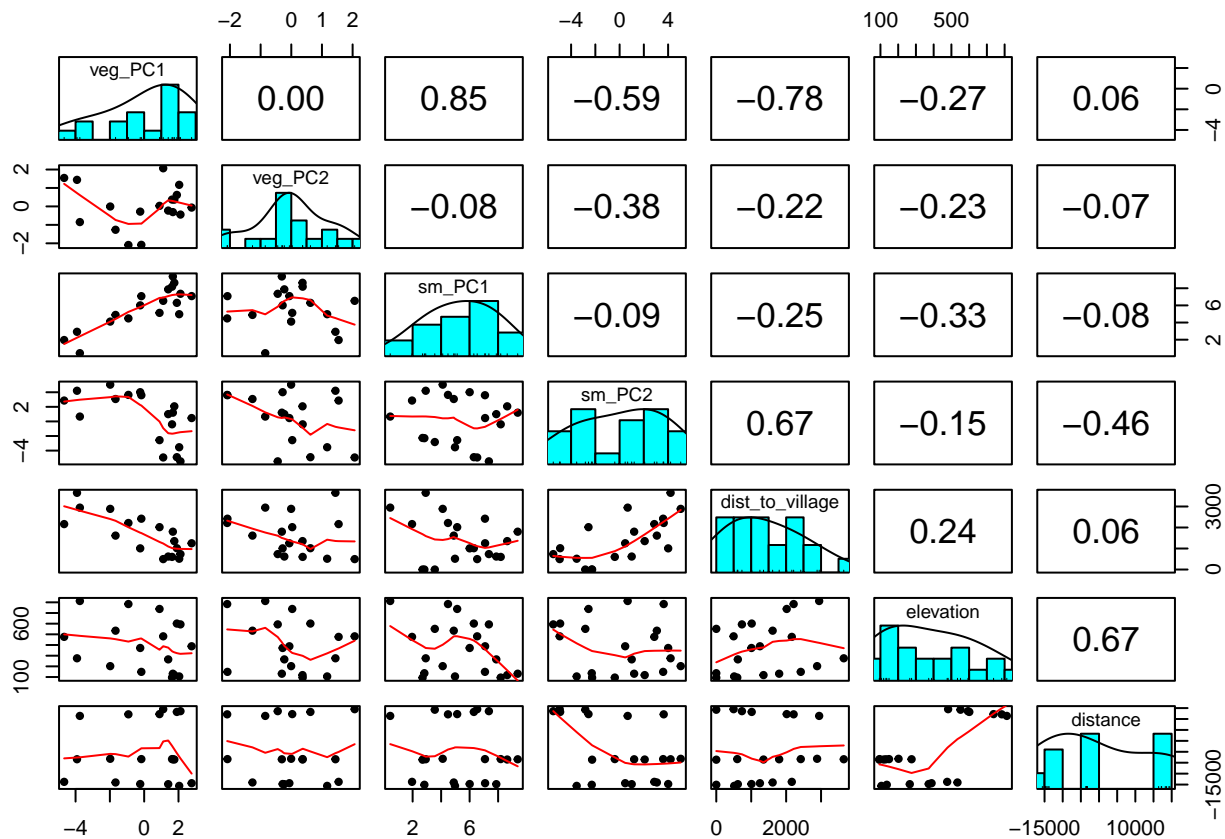 −4 0 4 100 500
−2 0 1 2
veg_PC1
0.00 0.85 −0.59 −0.78 −0.27 0.06
−4 0
veg_PC2
−0.08 −0.38 −0.22 −0.23 −0.07
−2 0 2
sm_PC1
−0.09 −0.25 −0.33 −0.08
2 6
sm_PC2
0.67 −0.15 −0.46
−4 2
dist_to_village
0.24 0.06
0 3000
elevation
0.67
100 600
distance
−15000
−4 0 2 2 6 0 2000 −15000 −10000